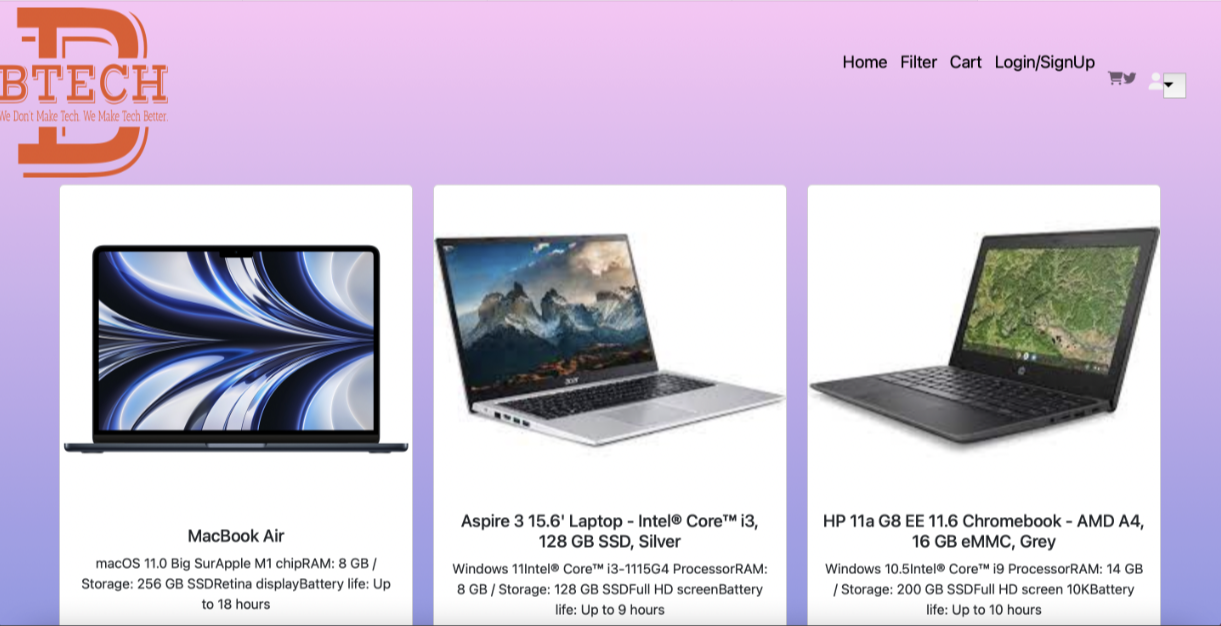 BTECH
We Don't Make Tech. We Make Tech Better.
Home Filter Cart Login/SignUp
acer
MacBook Air
macOS 11.0 Big SurApple M1 chipRAM: 8 GB /
Storage: 256 GB SSDRetina displayBattery life: Up
to 18 hours
Aspire 3 15.6' Laptop - Intel® Core™ i3,
128 GB SSD, Silver
Windows 11Intel® Core™ i3-1115G4 ProcessorRAM:
8 GB / Storage: 128 GB SSDFull HD screenBattery
life: Up to 9 hours
HP 11a G8 EE 11.6 Chromebook - AMD A4,
16 GB eMMC, Grey
Windows 10.5Intel® Core™ i9 ProcessorRAM: 14 GB
/ Storage: 200 GB SSDFull HD screen 10KBattery
life: Up to 10 hours